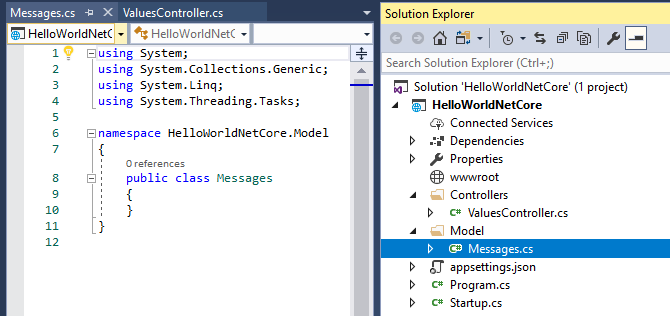 Messages.cs
ValuesController.cs
HelloWorldNetC
HelloWorldNetC
1 using System;
2 using System.Collections.Generic;
3 using System.Linq;
4 using System.Threading.Tasks;
5
6 namespace HelloWorldNetCore.Model
7 {
0 references
8 public class Messages
9 {
10 }
11 }
12
Solution Explorer
Search Solution Explorer (Ctrl+;)
Solution 'HelloWorldNetCore' (1 project)
HelloWorldNetCore
Connected Services
Dependencies
Properties
wwwroot
Controllers
C# ValuesController.cs
Model
C# Messages.cs
appsettings.json
C# Program.cs
C# Startup.cs